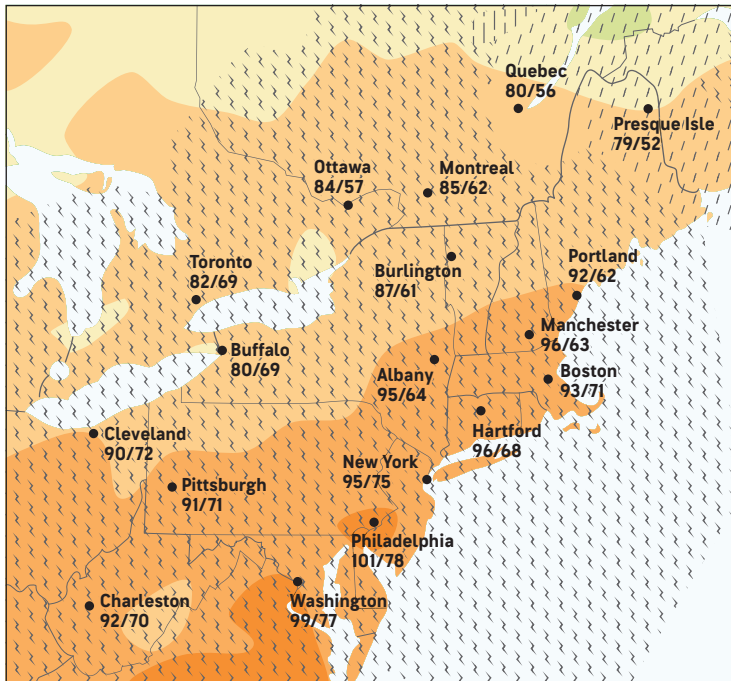 Quebec
80/56
Presque Isle
79/52
Ottawa
84/57
Montreal
85/62
Toronto
82/69
Burlington
87/61
Portland
92/62
Manchester
96/63
Buffalo
80/69
Albany
95/64
Boston
93/71
Hartford
96/68
Cleveland
90/72
New York
95/75
Pittsburgh
91/71
Philadelphia
101/78
Charleston
92/70
Washington
99/77